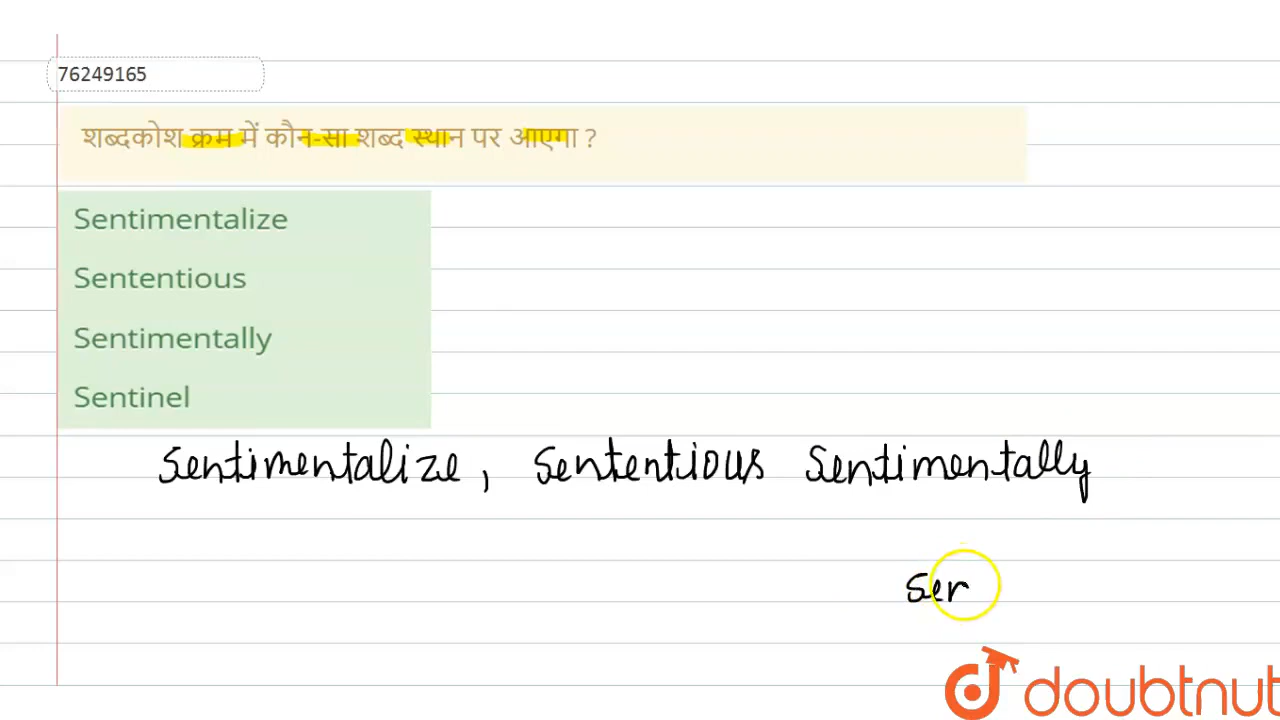 76249165
शब्दकोश क्रम में कौन-सा शब्द स्थान पर आएगा ?
Sentimentalize
Sententious
Sentimentally
Sentinel
Sentimentalize, Sententious Sentimentally
Ser
doubtnut